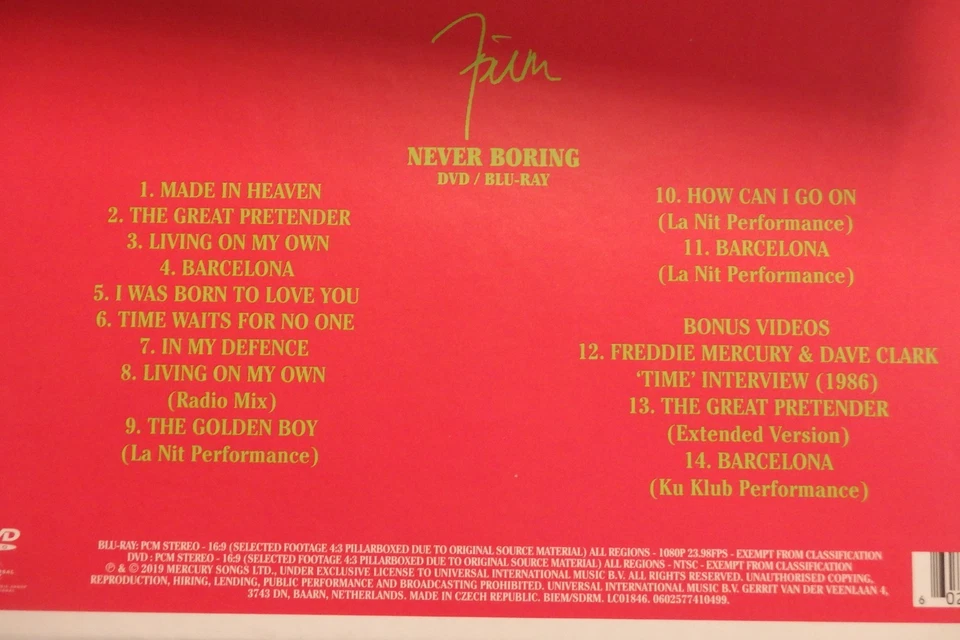 Film
NEVER BORING
DVD / BLU-RAY
1. MADE IN HEAVEN
2. THE GREAT PRETENDER
3. LIVING ON MY OWN
4. BARCELONA
5. I WAS BORN TO LOVE YOU
6. TIME WAITS FOR NO ONE
7. IN MY DEFENCE
8. LIVING ON MY OWN
(Radio Mix)
9. THE GOLDEN BOY
(La Nit Performance)
10. HOW CAN I GO ON
(La Nit Performance)
11. BARCELONA
(La Nit Performance)
BONUS VIDEOS
12. FREDDIE MERCURY & DAVE CLARK
‘TIME’ INTERVIEW (1986)
13. THE GREAT PRETENDER
(Extended Version)
14. BARCELONA
(Ku Klub Performance)
BLU-RAY: PCM STEREO - 16:9 (SELECTED FOOTAGE 4:3 PILLARBOXED DUE TO ORIGINAL SOURCE MATERIAL) ALL REGIONS - 1080P 23.98FPS - EXEMPT FROM CLASSIFICATION
DVD : PCM STEREO - 16:9 (SELECTED FOOTAGE 4:3 PILLARBOXED DUE TO ORIGINAL SOURCE MATERIAL) ALL REGIONS - NTSC - EXEMPT FROM CLASSIFICATION
℗ & © 2019 MERCURY SONGS LTD., UNDER EXCLUSIVE LICENSE TO UNIVERSAL INTERNATIONAL MUSIC B.V. ALL RIGHTS RESERVED. UNAUTHORISED COPYING,
REPRODUCTION, HIRING, LENDING, PUBLIC PERFORMANCE AND BROADCASTING PROHIBITED. UNIVERSAL INTERNATIONAL MUSIC B.V. GERRIT VAN DER VEENLAAN 4,
3743 DN, BAARN, NETHERLANDS. MADE IN CZECH REPUBLIC. BIEM/SDRM. LC01846. 0602577410499.
6 02